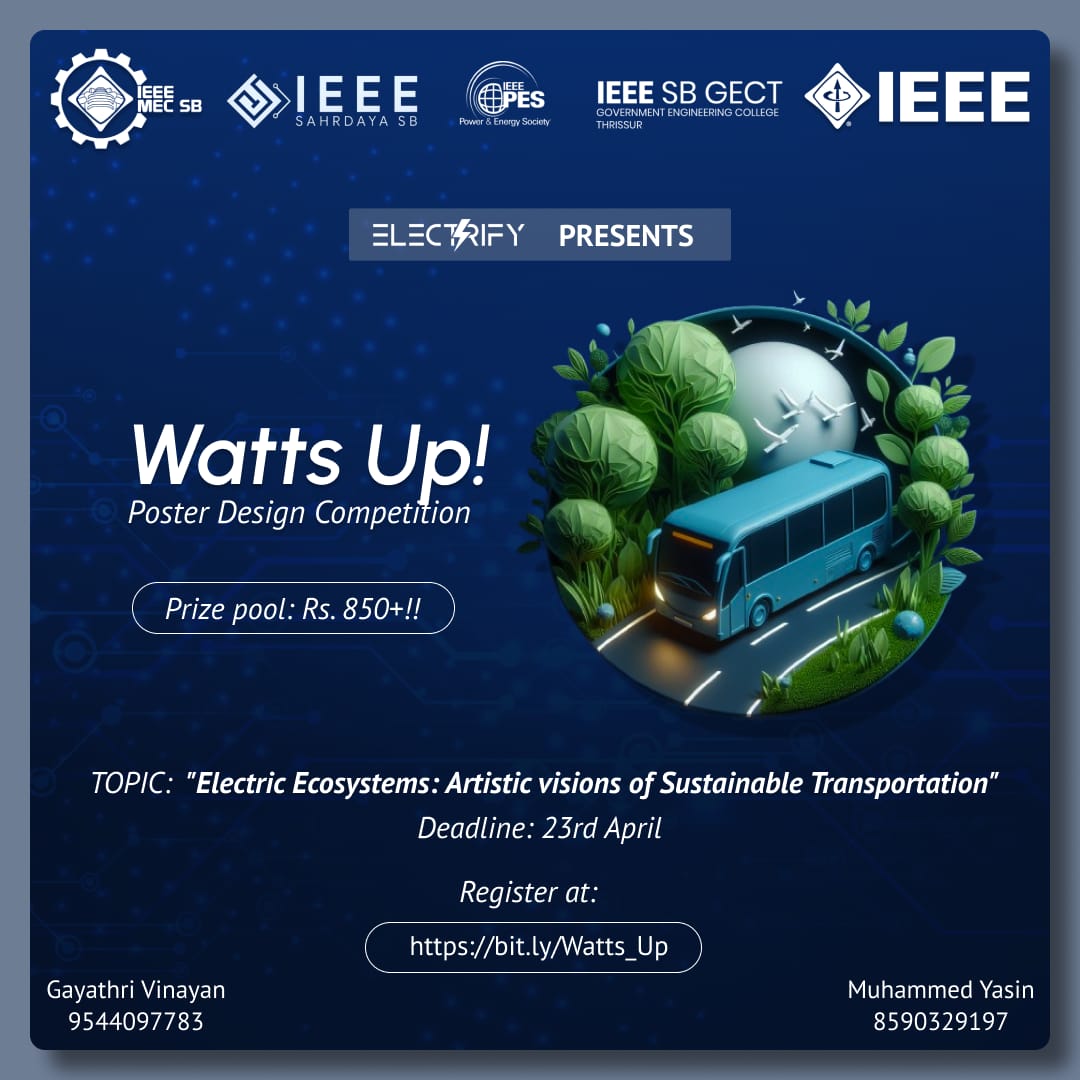 IEEE
MEC SB
IEEE
SAHRDAYA SB
IEEE
PES
Power & Energy Society
IEEE SB GECT
GOVERNMENT ENGINEERING COLLEGE
THRISSUR
IEEE
ELECTRIFY PRESENTS
Watts Up!
Poster Design Competition
Prize pool: Rs. 850+!!
TOPIC: "Electric Ecosystems: Artistic visions of Sustainable Transportation"
Deadline: 23rd April
Register at:
https://bit.ly/Watts_Up
Gayathri Vinayan
9544097783
Muhammed Yasin
8590329197